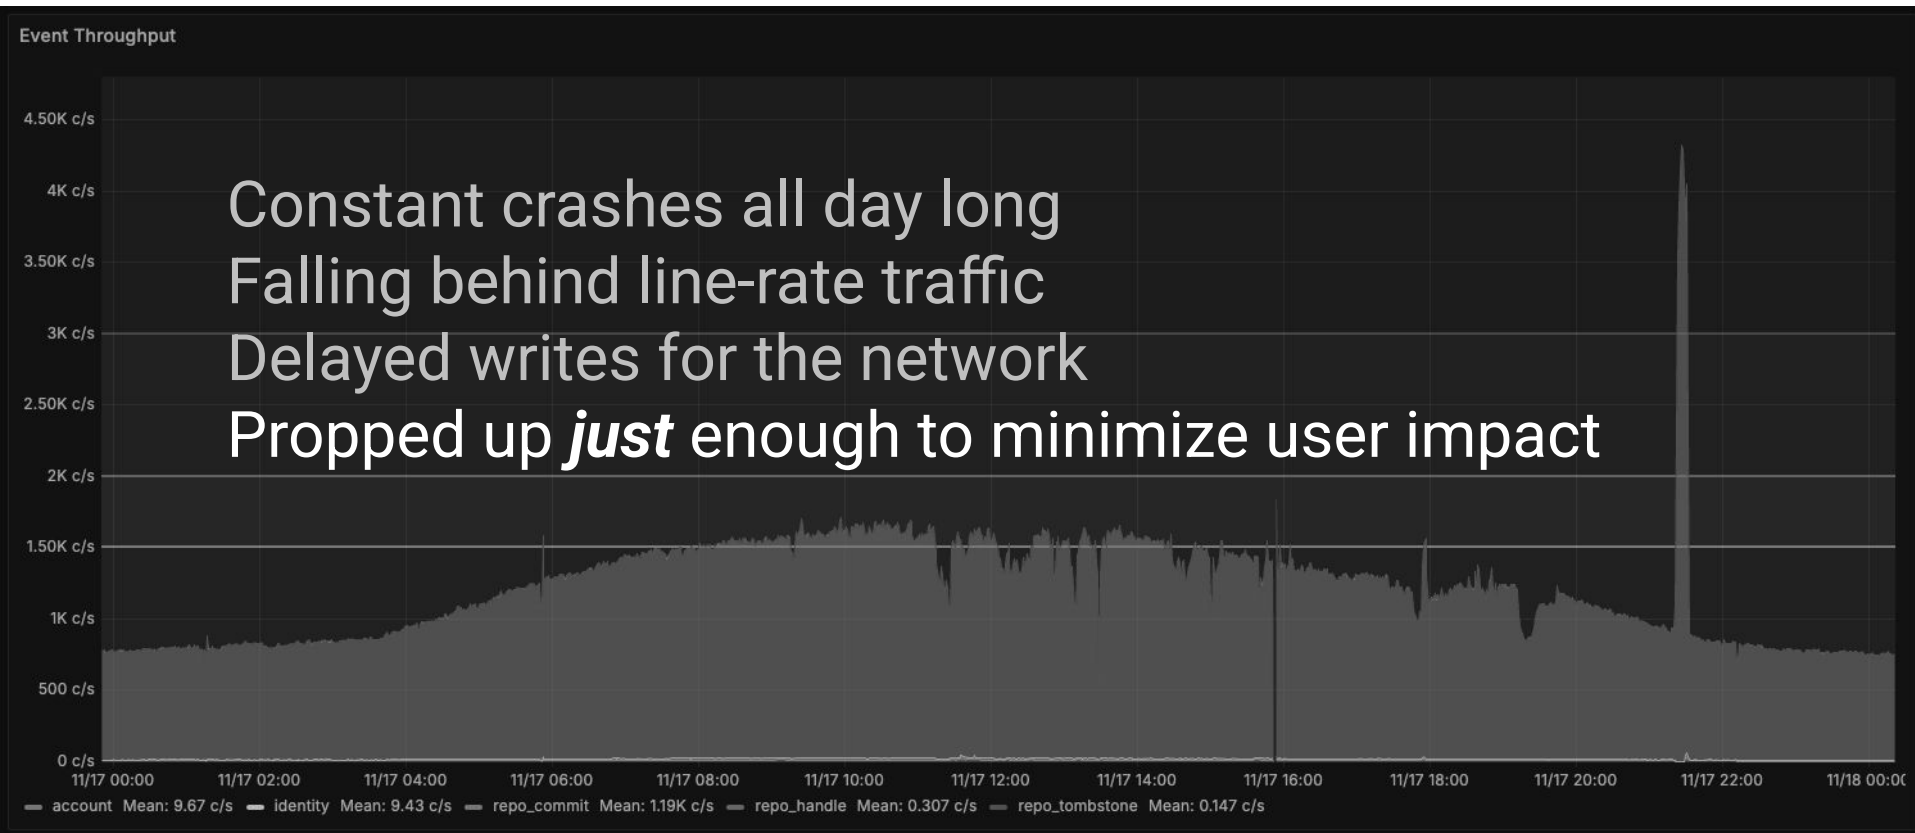 Event Throughput
4.50K c/s
4K c/s
Constant crashes all day long
3.50K c/s
Falling behind line-rate traffic
3K c/s
Delayed writes for the network
2.50K c/s
Propped up just enough to minimize user impact
2K c/s
1.50K c/s
1K c/s
500 c/s
0 c/s
11/17 00:00 11/17 02:00 11/17 04:00 11/17 06:00 11/17 08:00 11/17 10:00 11/17 12:00 11/17 14:00 11/17 16:00 11/17 18:00 11/17 20:00 11/17 22:00 11/18 00:0
account Mean: 9.67 c/s identity Mean: 9.43 c/s repo_commit Mean: 1.19K c/s repo_handle Mean: 0.307 c/s repo_tombstone Mean: 0.147 c/s